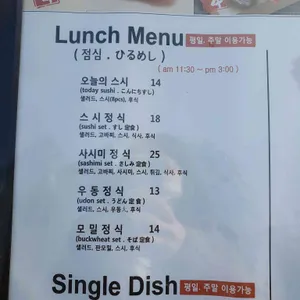 Lunch Menu 평일, 주말 이용가능
( 점심 . ひるめし )
( am 11:30 ~ pm 3:00 )
오늘의 스시 14
(today sushi . こんにちすし)
샐러드, 스시(8pcs), 후식
스 시 정 식 18
(sushi set . すし 定食)
샐러드, 고바찌, 스시, 식사, 후식
사시미 정 식 25
(sashimi set . さしみ 定食)
샐러드, 고바찌, 사시미, 스시, 튀김, 식사, 후식
우 동 정 식 13
(udon set . うどん 定食)
샐러드, 스시, 우동, 후식
모 밀 정 식 14
(buckwheat set . そば 定食)
샐러드, 판모밀, 스시, 후식
Single Dish 평일, 주말 이용가능